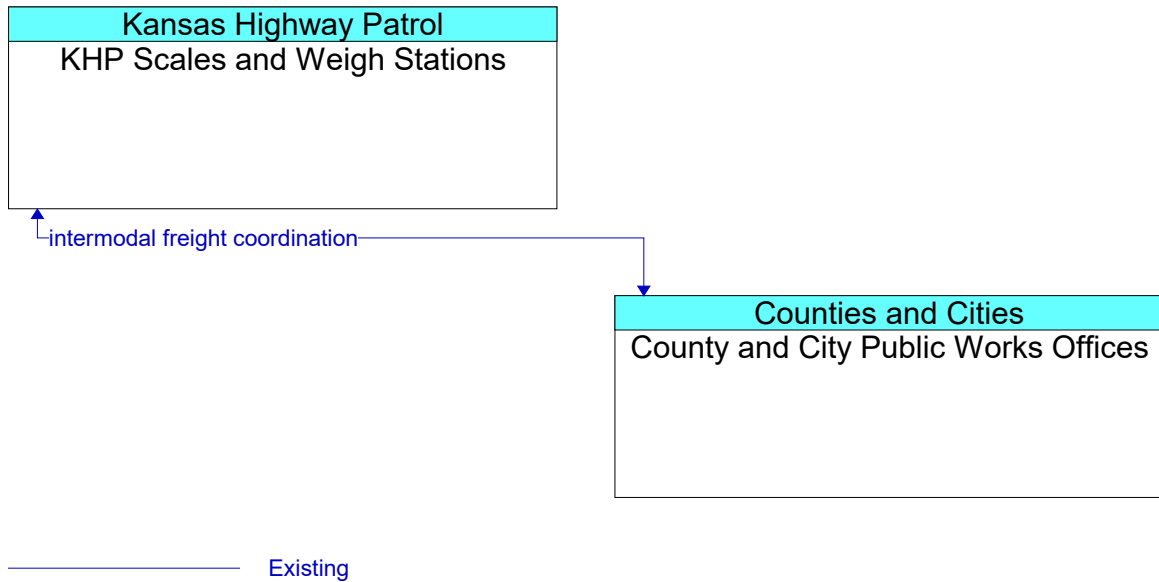 Kansas Highway Patrol
KHP Scales and Weigh Stations
intermodal freight coordination
Counties and Cities
County and City Public Works Offices
Existing